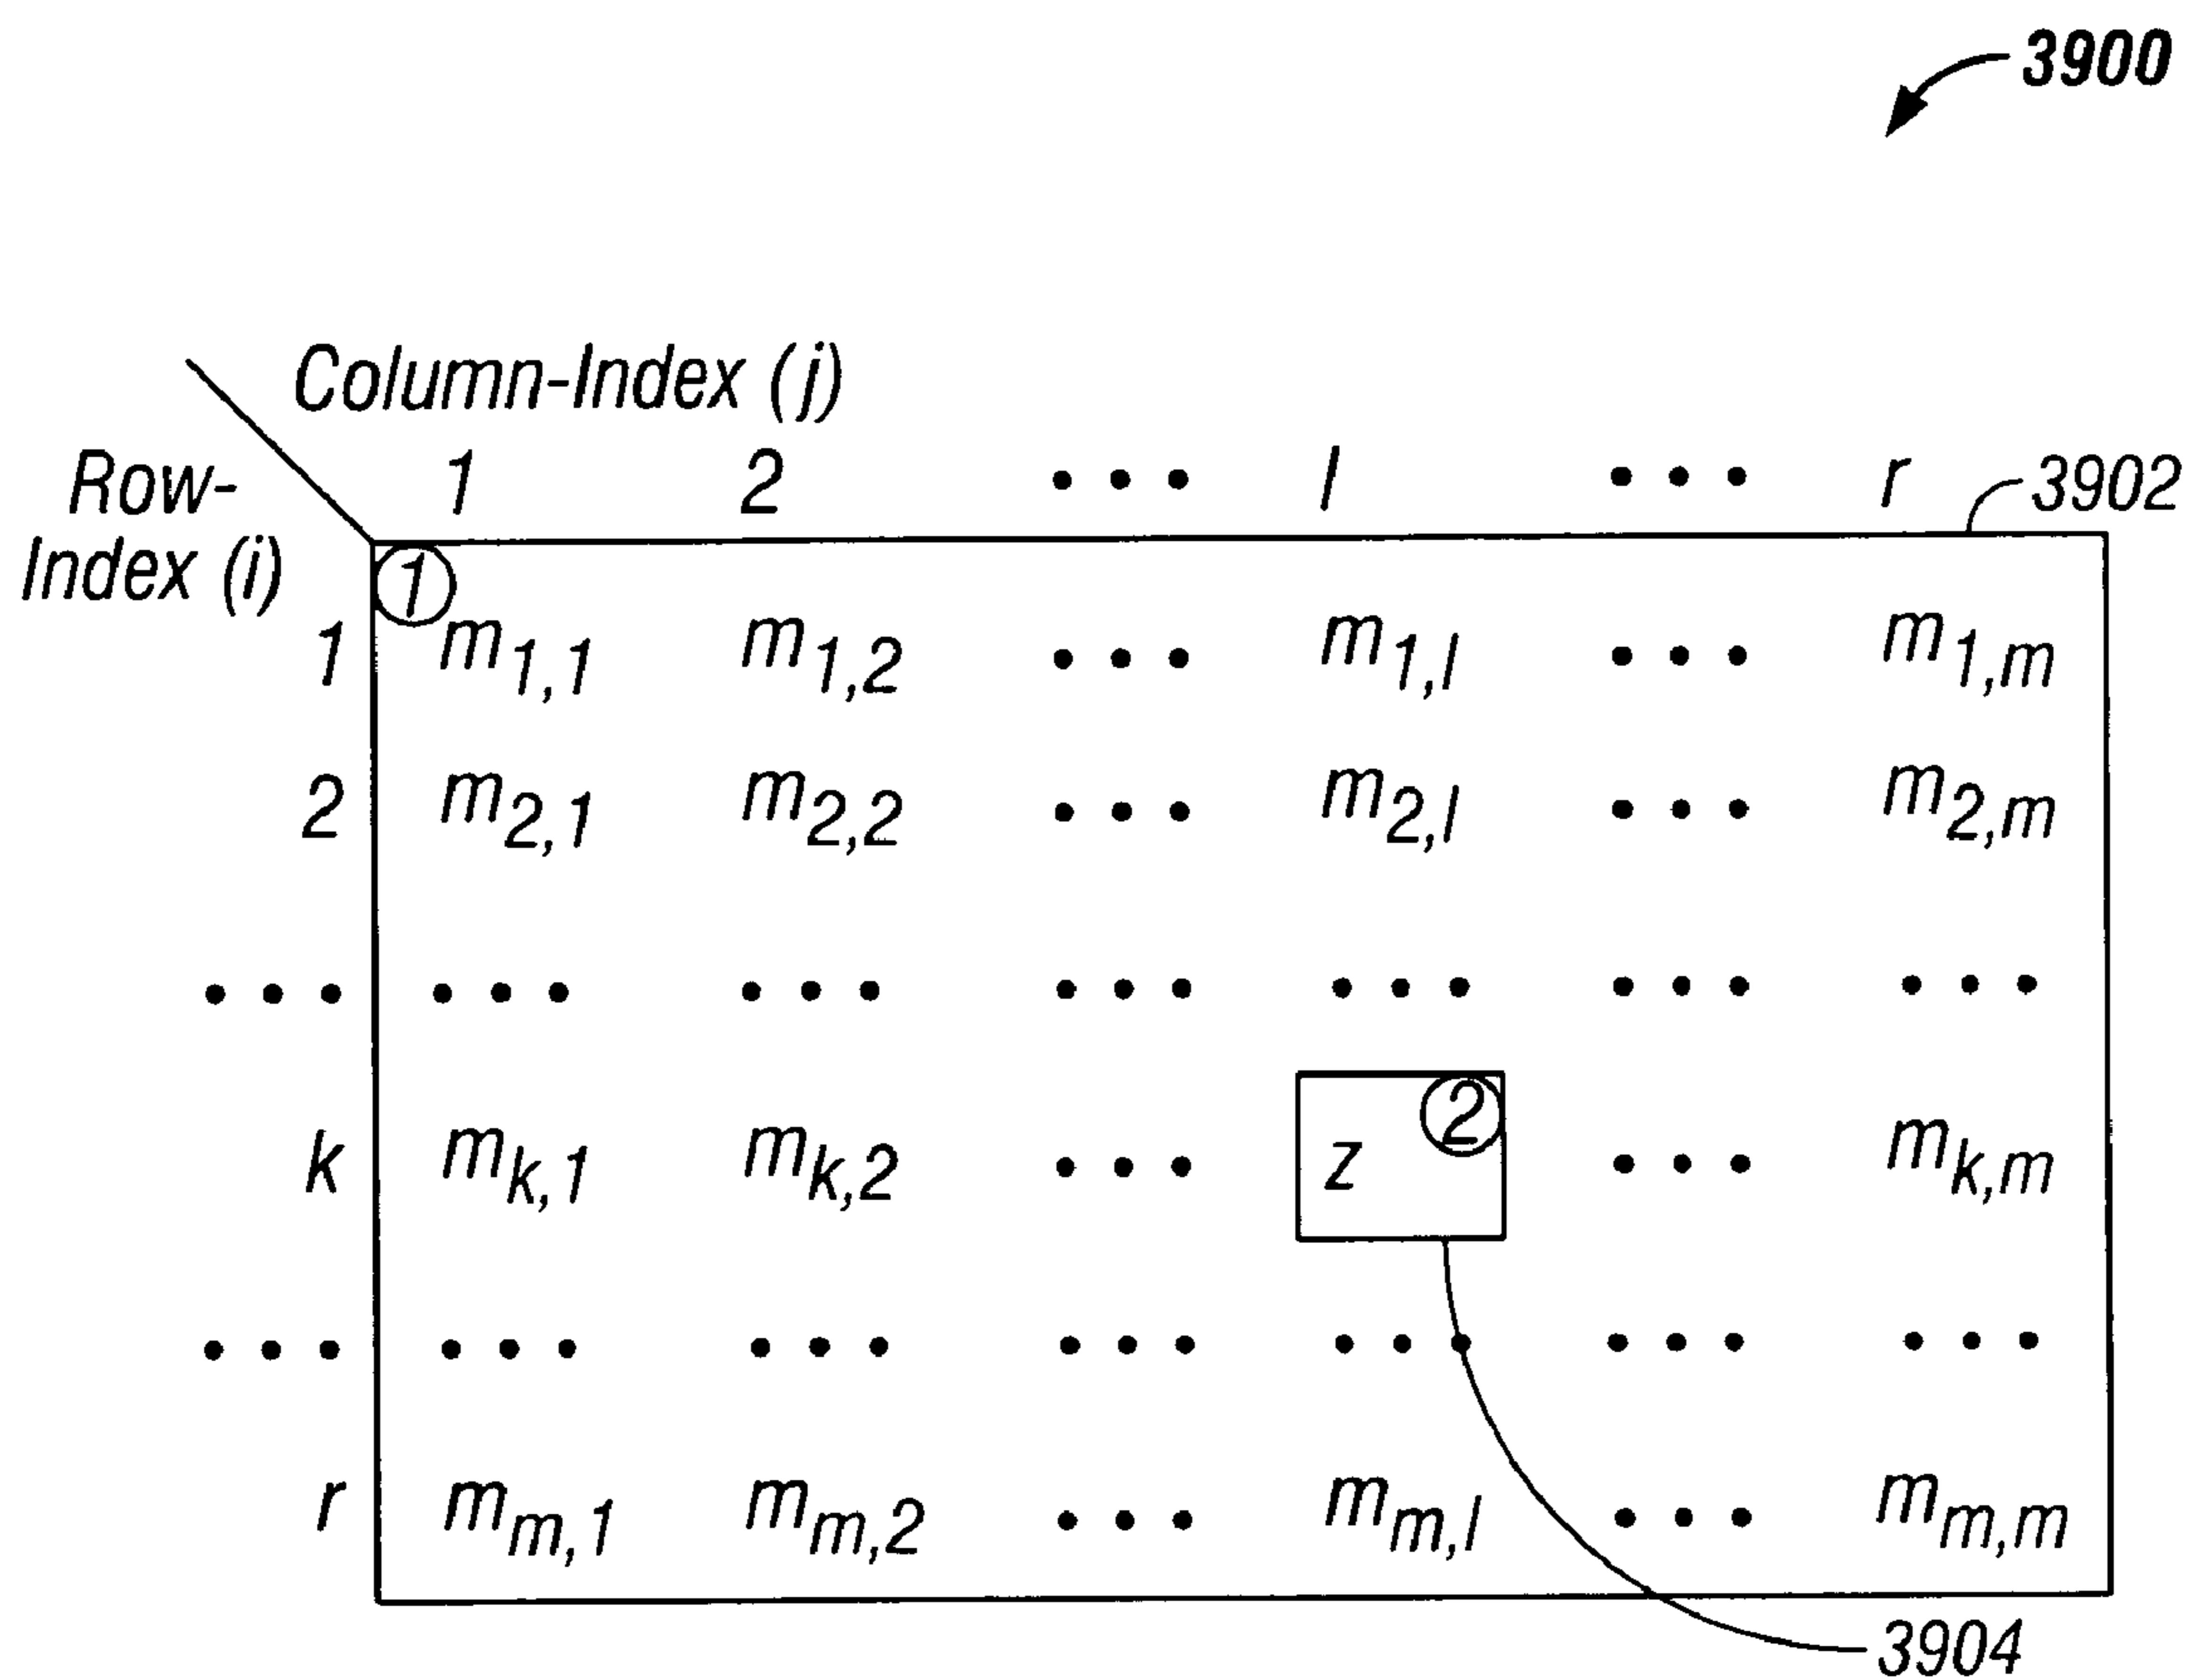 3900
Column-Index (j)
Row-
Index (i)
1 2 • • • l • • • r 3902
①
1 m1,1 m1,2 • • • m1,l • • • m1,m
2 m2,1 m2,2 • • • m2,l • • • m2,m
• • • • • • • • • • • • • • • • • • • • •
②
k mk,1 mk,2 • • • z • • • mk,m
• • • • • • • • • • • • • • • • • • • • •
r mm,1 mm,2 • • • mm,l • • • mm,m
3904